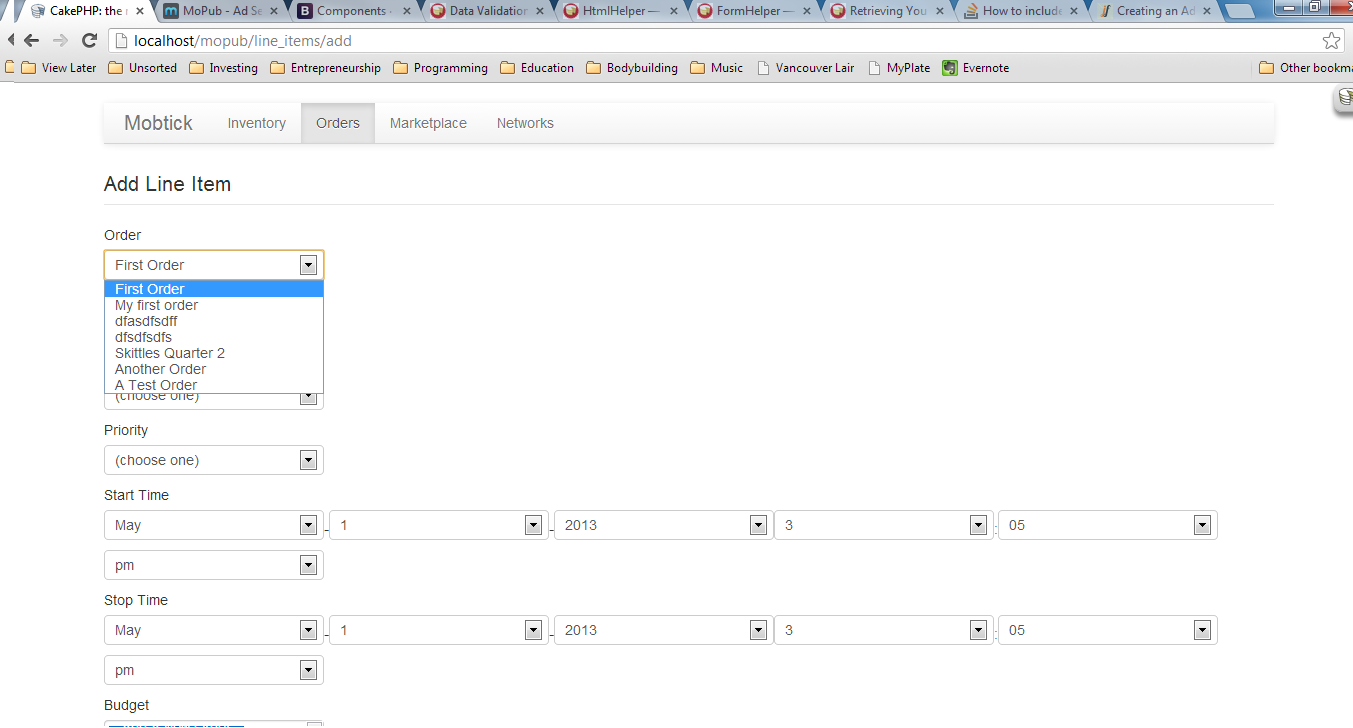 CakePHP: the r
MoPub - Ad Se
Components
Data Validation
HtmlHelper —
FormHelper —
Retrieving You
How to include
Creating an Ad
localhost/mopub/line_items/add
View Later Unsorted Investing Entrepreneurship Programming Education Bodybuilding Music Vancouver Lair MyPlate Evernote Other bookma
Mobtick Inventory Orders Marketplace Networks
Add Line Item
Order
First Order
First Order
My first order
dfasdfsdff
dfsdfsdfs
Skittles Quarter 2
Another Order
A Test Order
(choose one)
Priority
(choose one)
Start Time
May - 1 - 2013 3 : 05
pm
Stop Time
May - 1 - 2013 3 : 05
pm
Budget